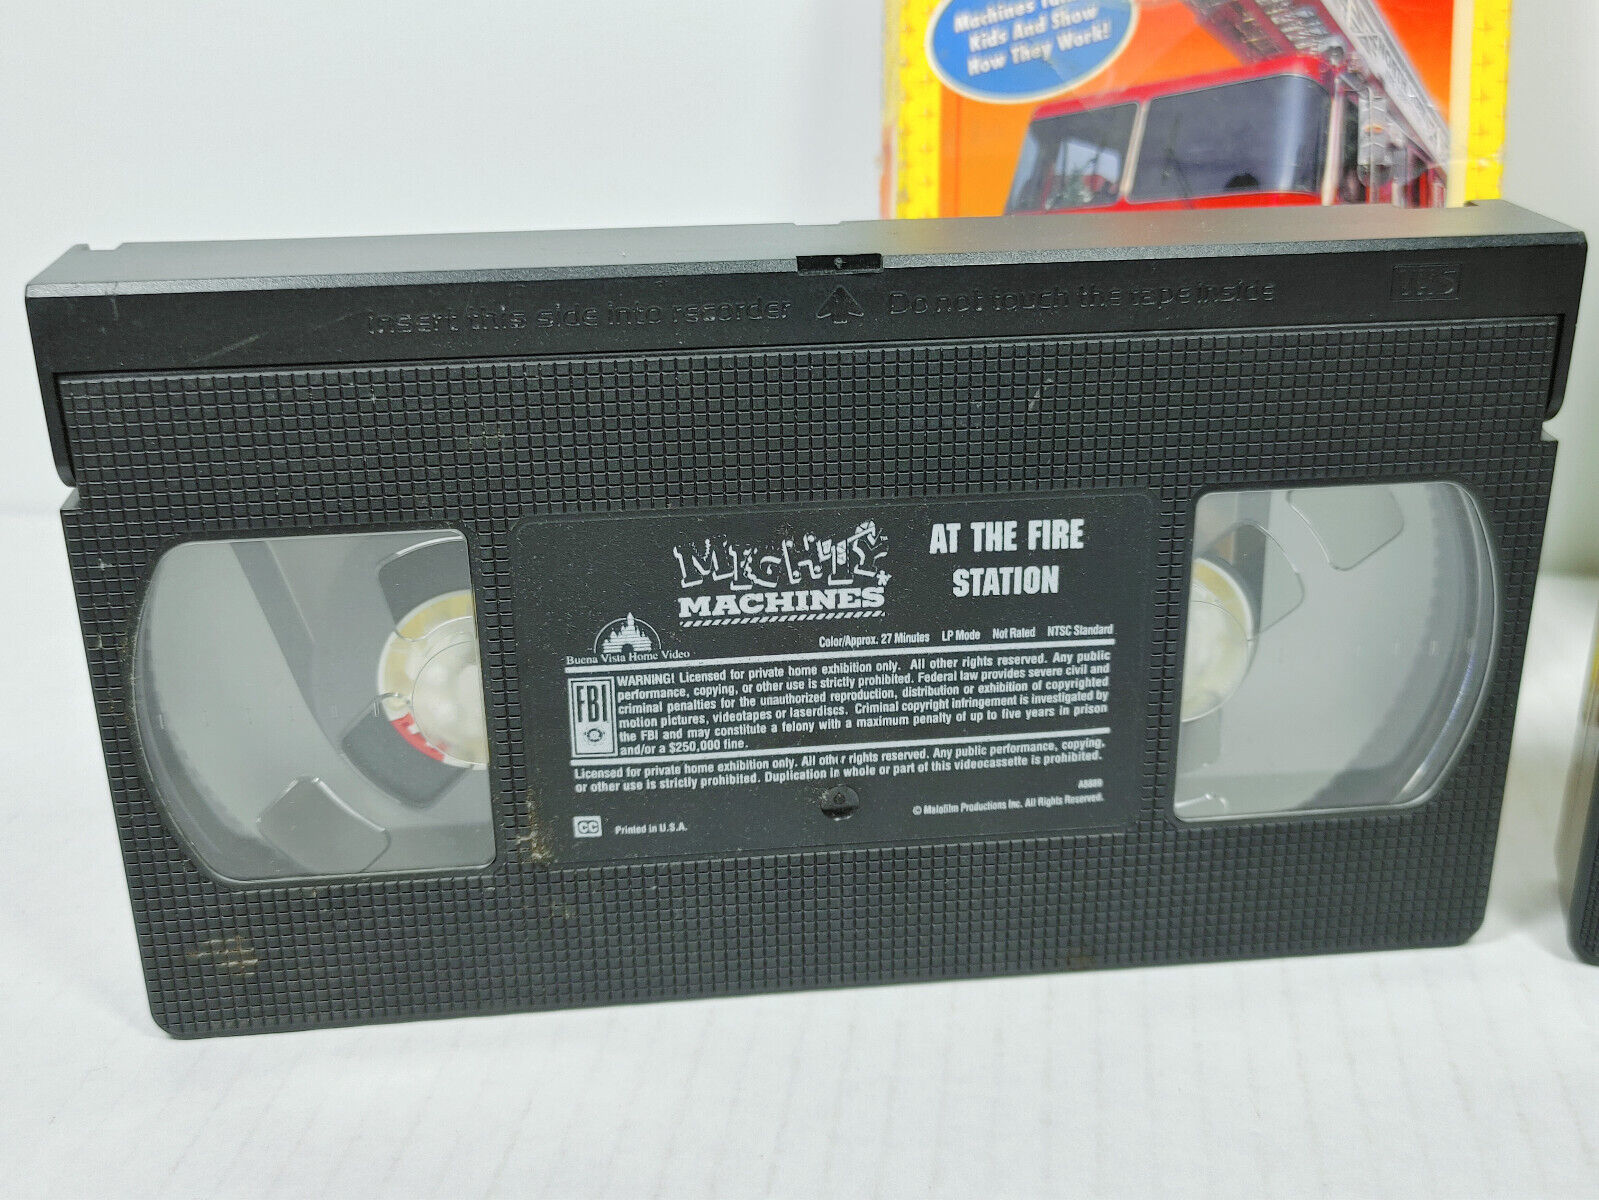 Kids And Show
How They Work!
insert this side into recorder Do not touch the tape inside VHS
MIGHTY
MACHINES
AT THE FIRE
STATION
Color/Approx. 27 Minutes LP Mode Not Rated NTSC Standard
Buena Vista Home Video
FBI
WARNING! Licensed for private home exhibition only. All other rights reserved. Any public
performance, copying, or other use is strictly prohibited. Federal law provides severe civil and
criminal penalties for the unauthorized reproduction, distribution or exhibition of copyrighted
motion pictures, videotapes or laserdiscs. Criminal copyright infringement is investigated by
the FBI and may constitute a felony with a maximum penalty of up to five years in prison
and/or a $250,000 fine.
Licensed for private home exhibition only. All other rights reserved. Any public performance, copying,
or other use is strictly prohibited. Duplication in whole or part of this videocassette is prohibited.
CC Printed in U.S.A.
© Malofilm Productions Inc. All Rights Reserved.